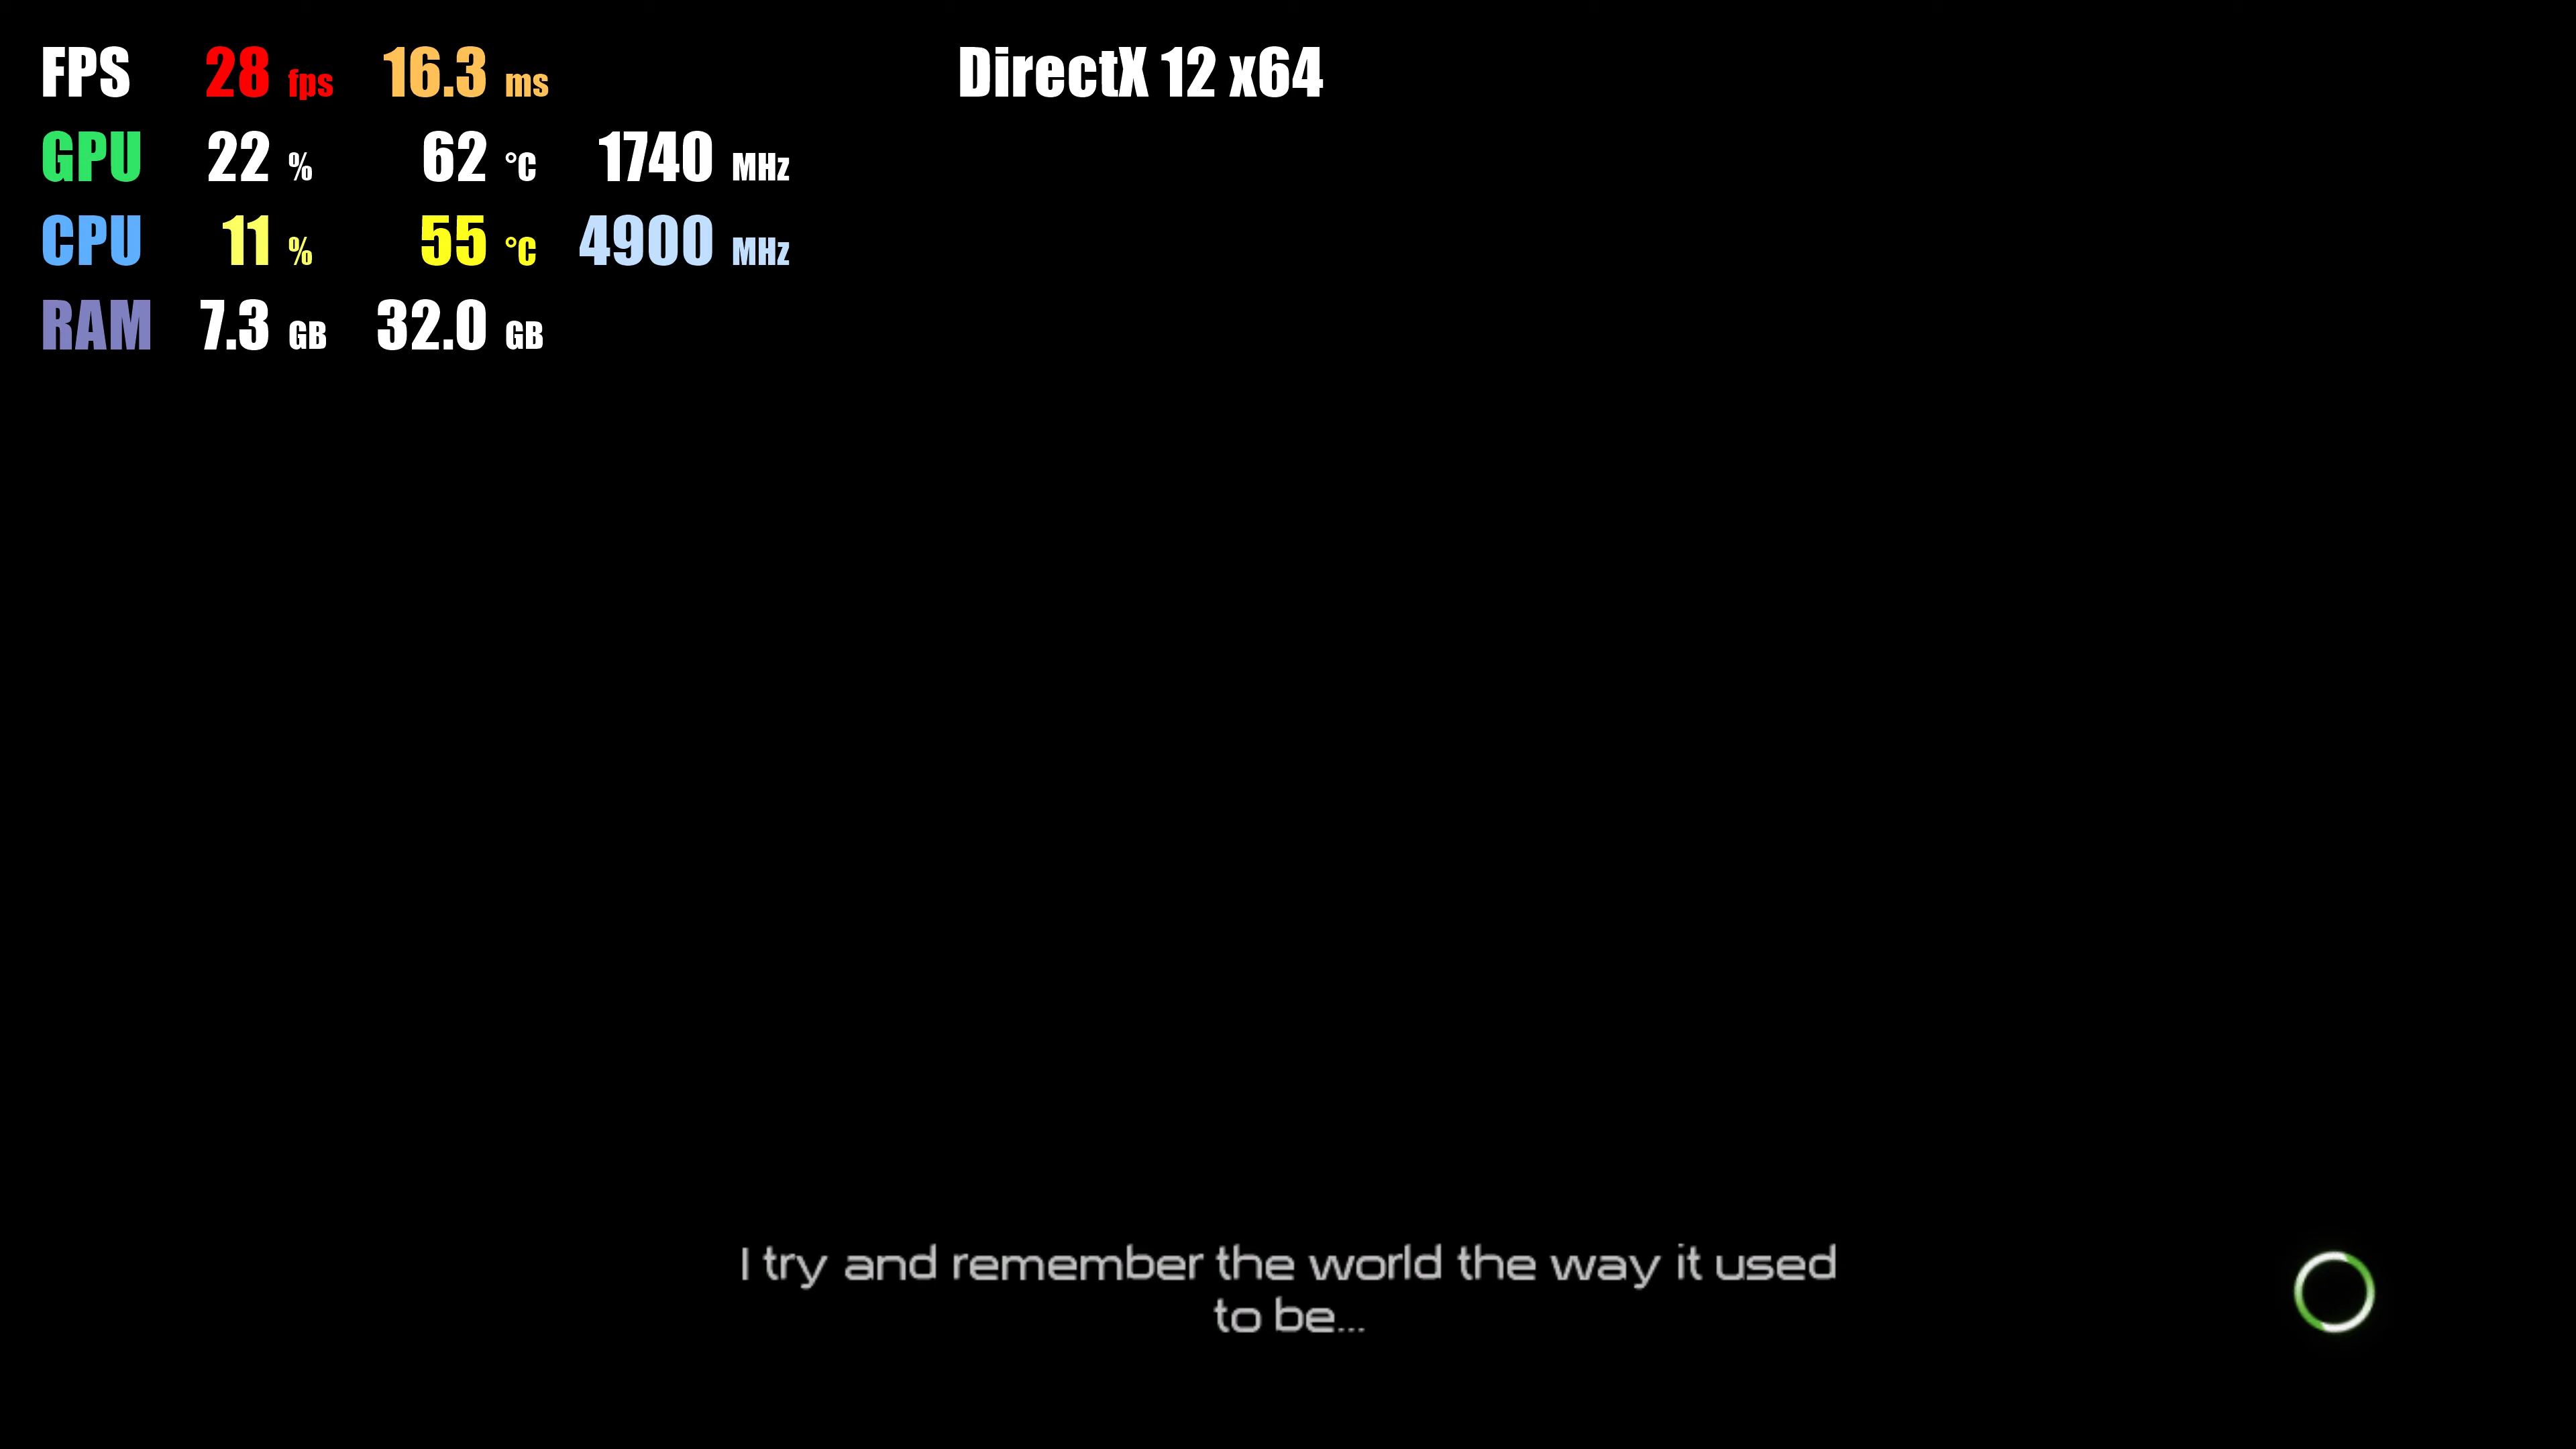 FPS 28 fps 16.3 ms DirectX 12 x64
GPU 22 % 62 °C 1740 MHz
CPU 11 % 55 °C 4900 MHz
RAM 7.3 GB 32.0 GB
I try and remember the world the way it used
to be...